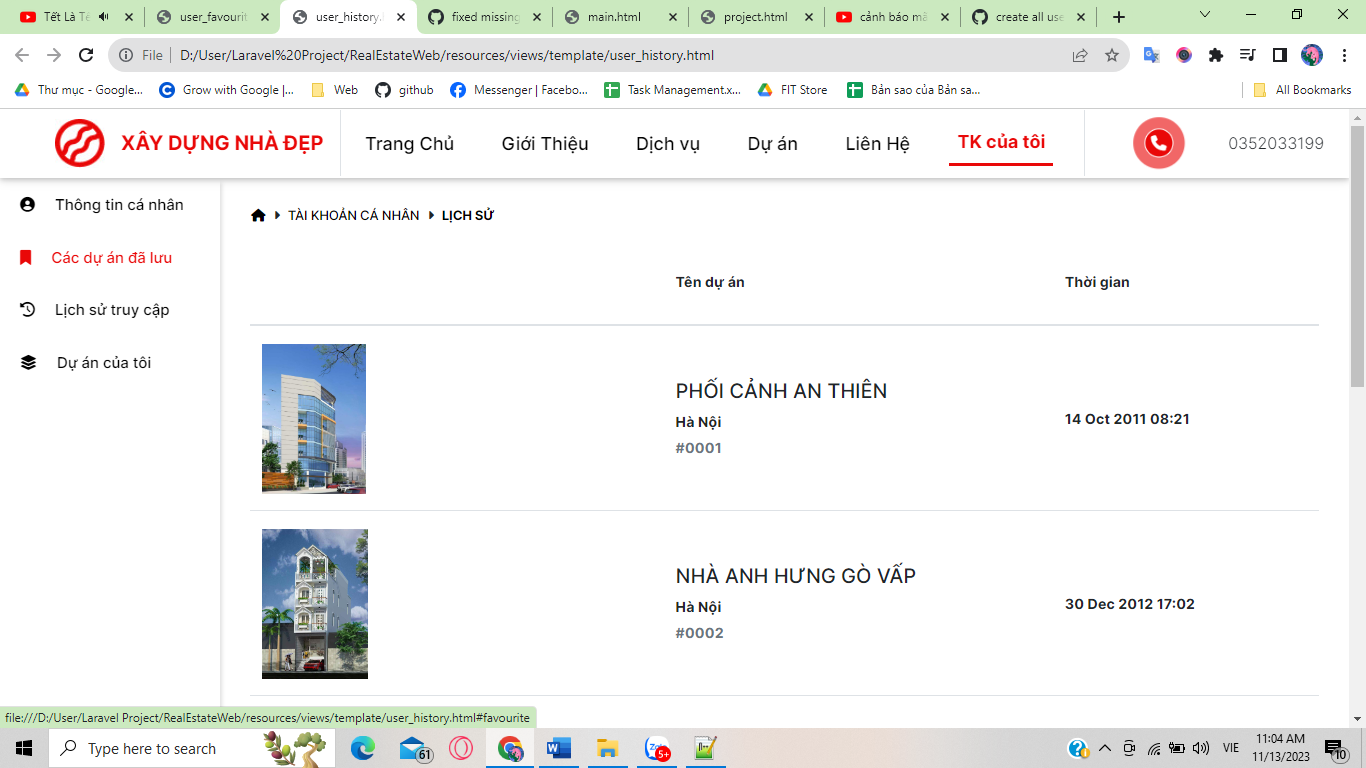 Tết Là Tế
user_favourit
user_history.
fixed missing
main.html
project.html
cảnh báo mã
create all use
File D:/User/Laravel%20Project/RealEstateWeb/resources/views/template/user_history.html
Thư mục - Google...
Grow with Google |...
Web
github
Messenger | Facebo...
Task Management.x...
FIT Store
Bản sao của Bản sa...
All Bookmarks
XÂY DỰNG NHÀ ĐẸP
Trang Chủ
Giới Thiệu
Dịch vụ
Dự án
Liên Hệ
TK của tôi
0352033199
Thông tin cá nhân
Các dự án đã lưu
Lịch sử truy cập
Dự án của tôi
TÀI KHOẢN CÁ NHÂN LỊCH SỬ
Tên dự án
Thời gian
PHỐI CẢNH AN THIÊN
Hà Nội
#0001
14 Oct 2011 08:21
NHÀ ANH HƯNG GÒ VẤP
Hà Nội
#0002
30 Dec 2012 17:02
file:///D:/User/Laravel Project/RealEstateWeb/resources/views/template/user_history.html#favourite
Type here to search
61
5+
VIE
11:04 AM
11/13/2023
10